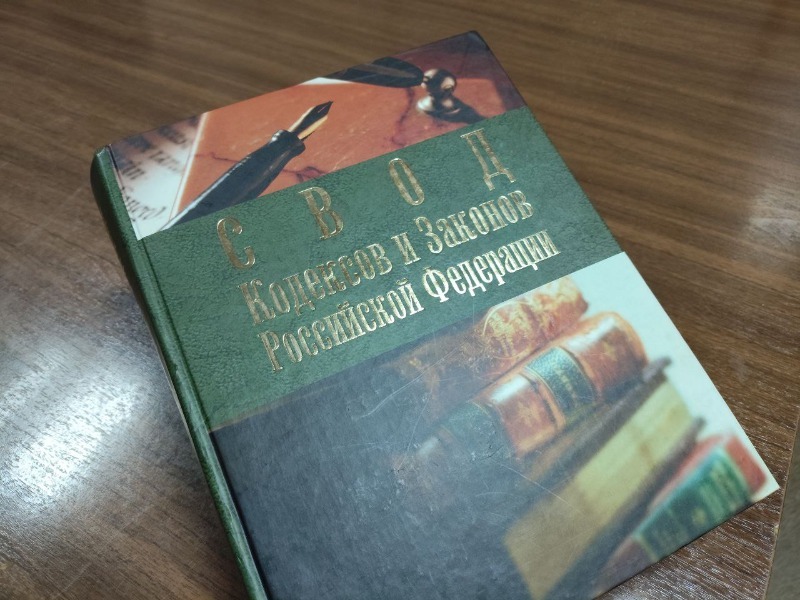 СВОД
Кодексов и Законов
Российской Федерации